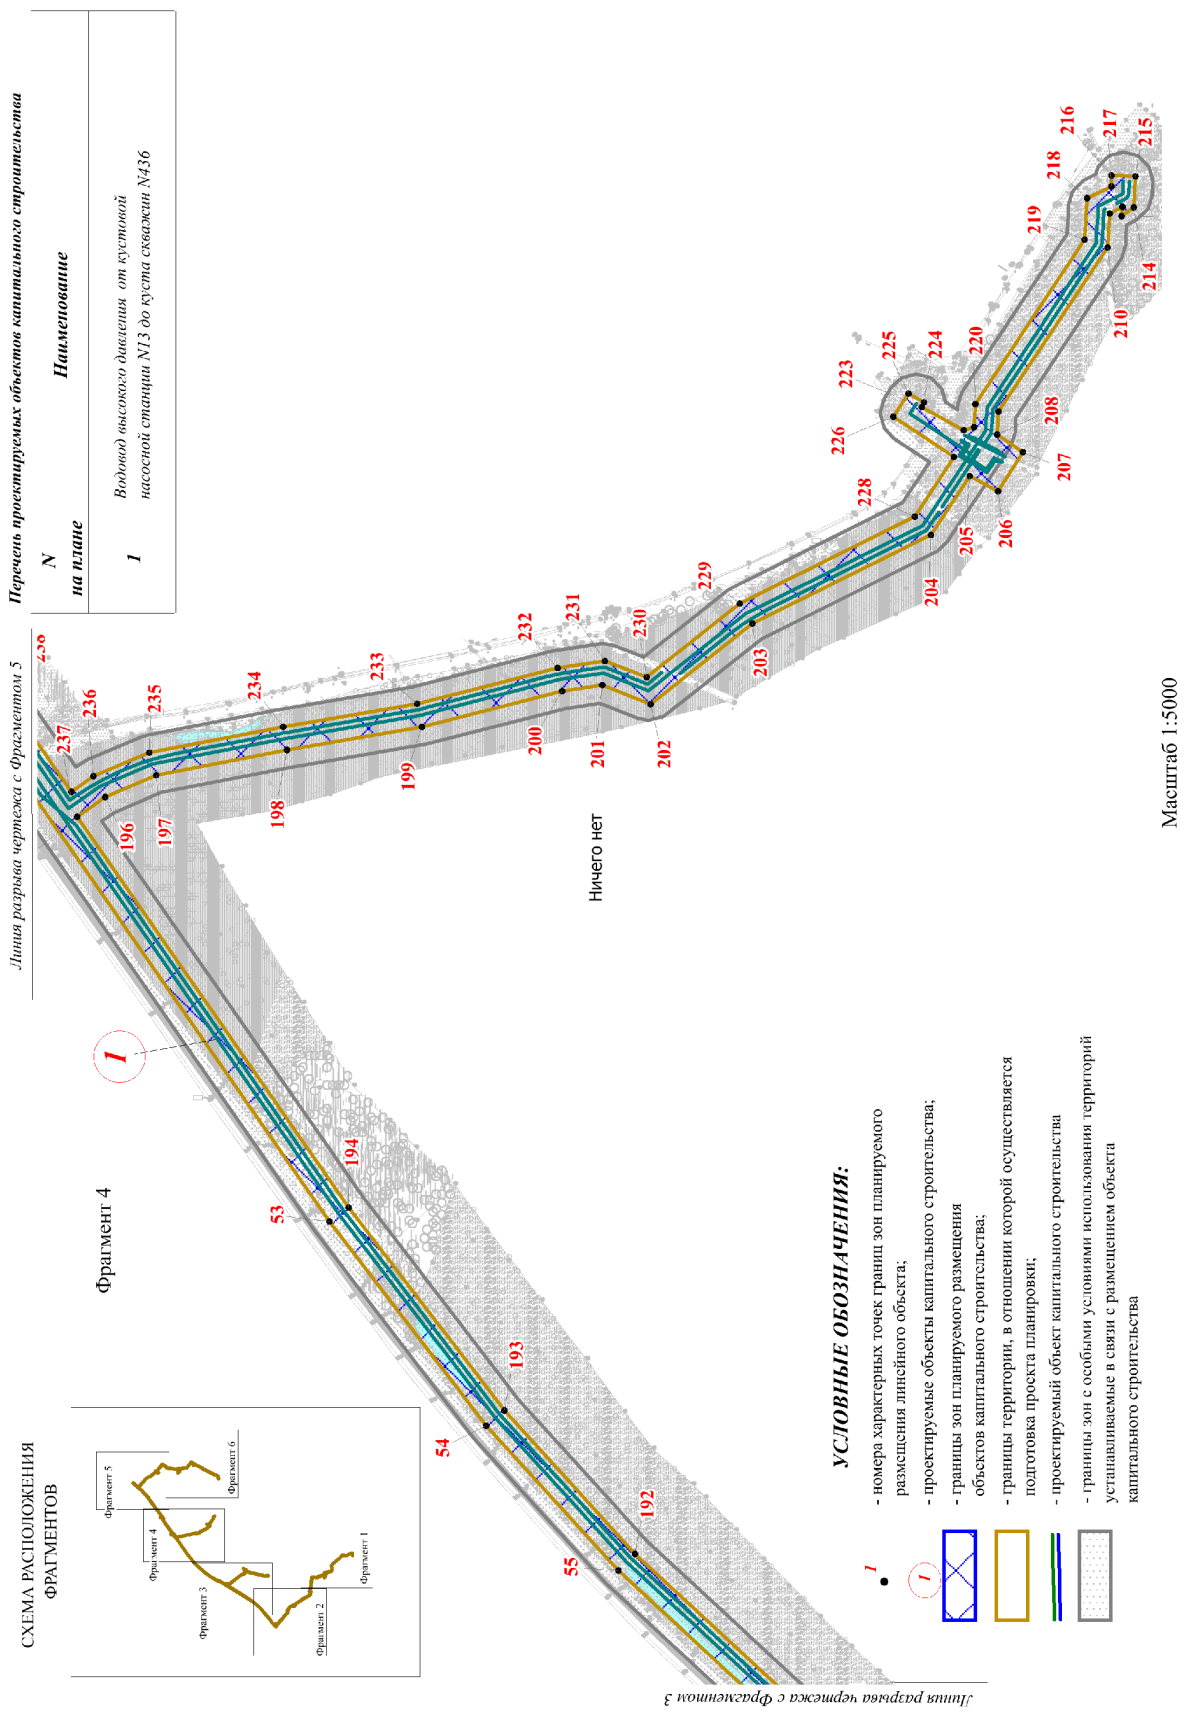 СХЕМА РАСПОЛОЖЕНИЯ
ФРАГМЕНТОВ
Фрагмент 5
Фрагмент 6
Фрагмент 4
Фрагмент 3
Фрагмент 2
Фрагмент 1
Фрагмент 4
Линия разрыва чертежа с Фрагментом 5
Перечень проектируемых объектов капитального строительства
N
на плане
Наименование
1
Водовод высокого давления от кустовой
насосной станции N13 до куста скважин N436
1
55
54
53
192
193
194
237
236
235
234
233
232
231
230
229
228
226
223
225
224
220
219
218
216
217
215
196
197
198
199
200
201
202
203
204
205
206
207
208
210
214
Ничего нет
УСЛОВНЫЕ ОБОЗНАЧЕНИЯ:
1
- номера характерных точек границ зон планируемого
размещения линейного объекта;
1
- проектируемые объекты капитального строительства;
- границы зон планируемого размещения
объектов капитального строительства;
- границы территории, в отношении которой осуществляется
подготовка проекта планировки;
- проектируемый объект капитального строительства
- границы зон с особыми условиями использования территорий
устанавливаемые в связи с размещением объекта
капитального строительства
Линия разрыва чертежа с Фрагментом 3
Масштаб 1:5000